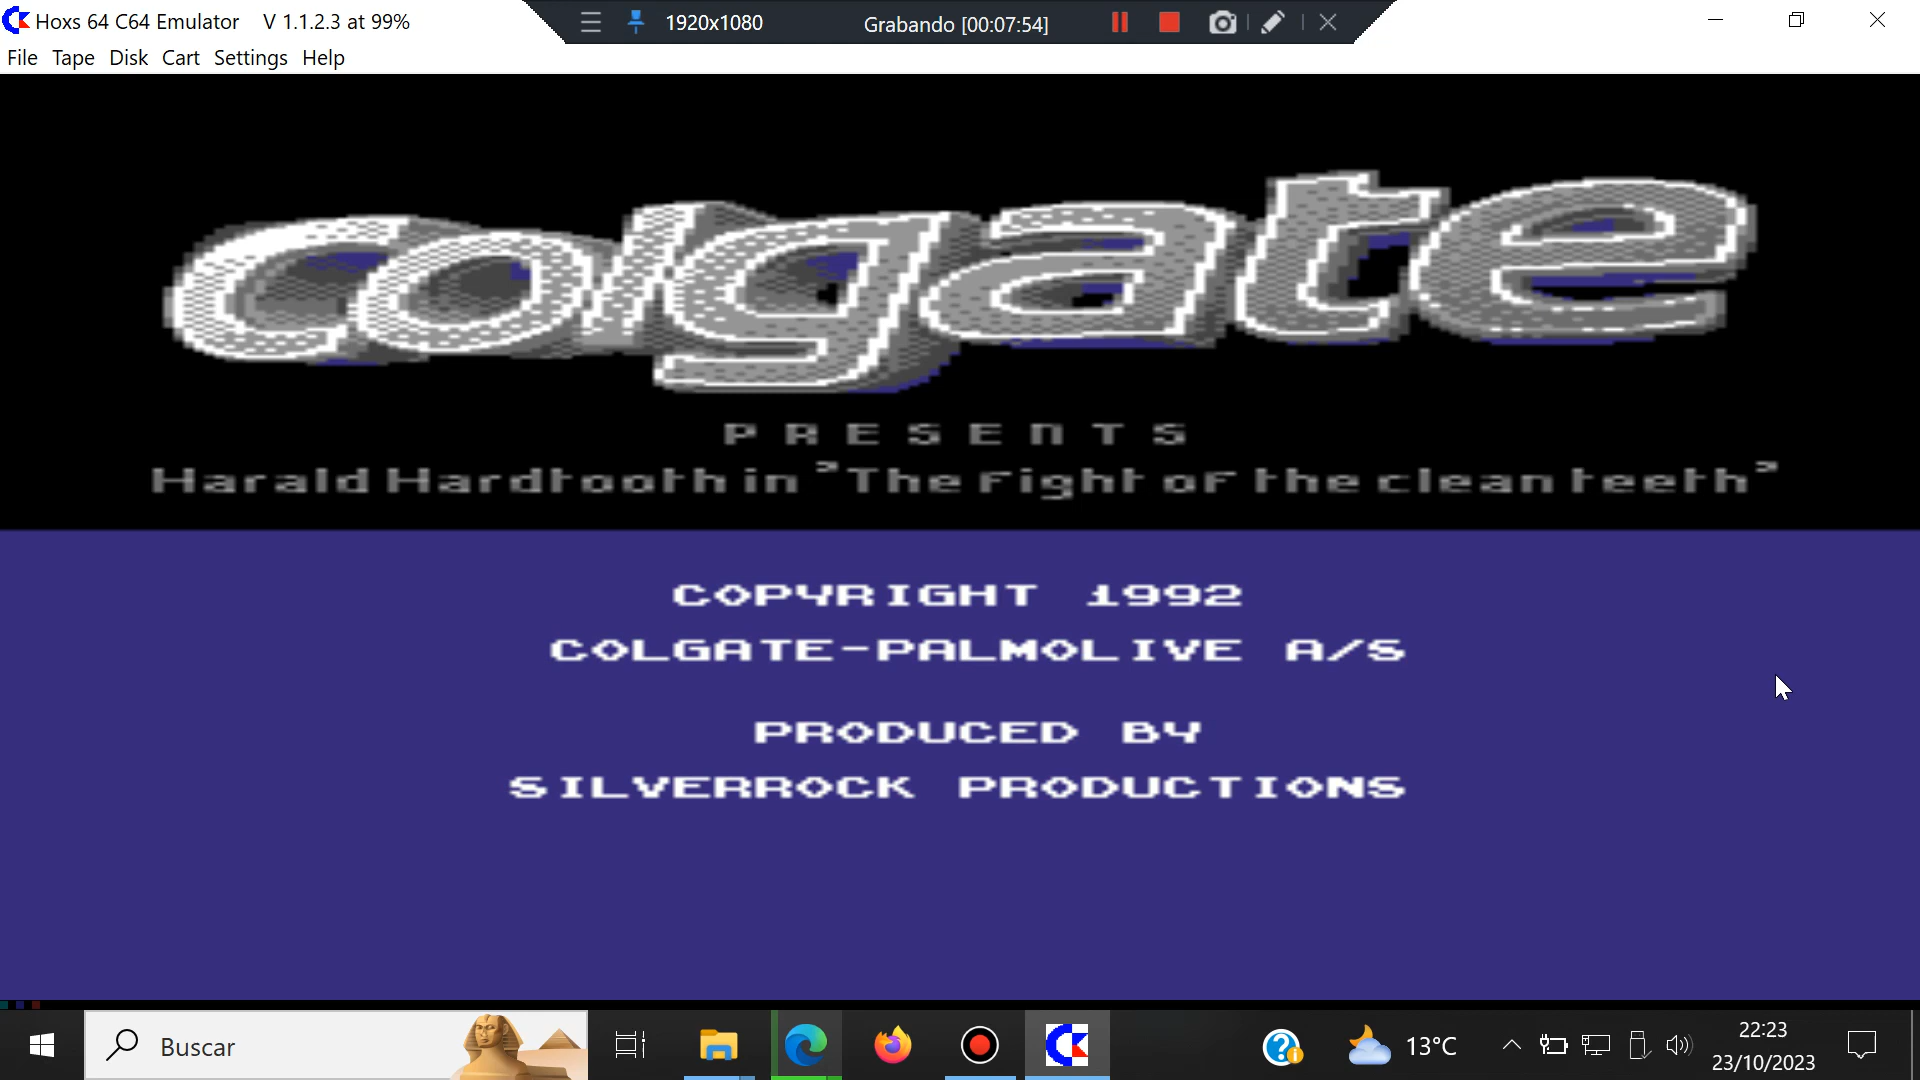 Hoxs 64 C64 Emulator V 1.1.2.3 at 99%
1920x1080
Grabando [00:07:54]
File Tape Disk Cart Settings Help
Colgate
PRESENTS
Harald Hardtooth in "The Fight of the clean teeth"
COPYRIGHT 1992
COLGATE-PALMOLIVE A/S
PRODUCED BY
SILVERROCK PRODUCTIONS
Buscar
13°C
22:23
23/10/2023